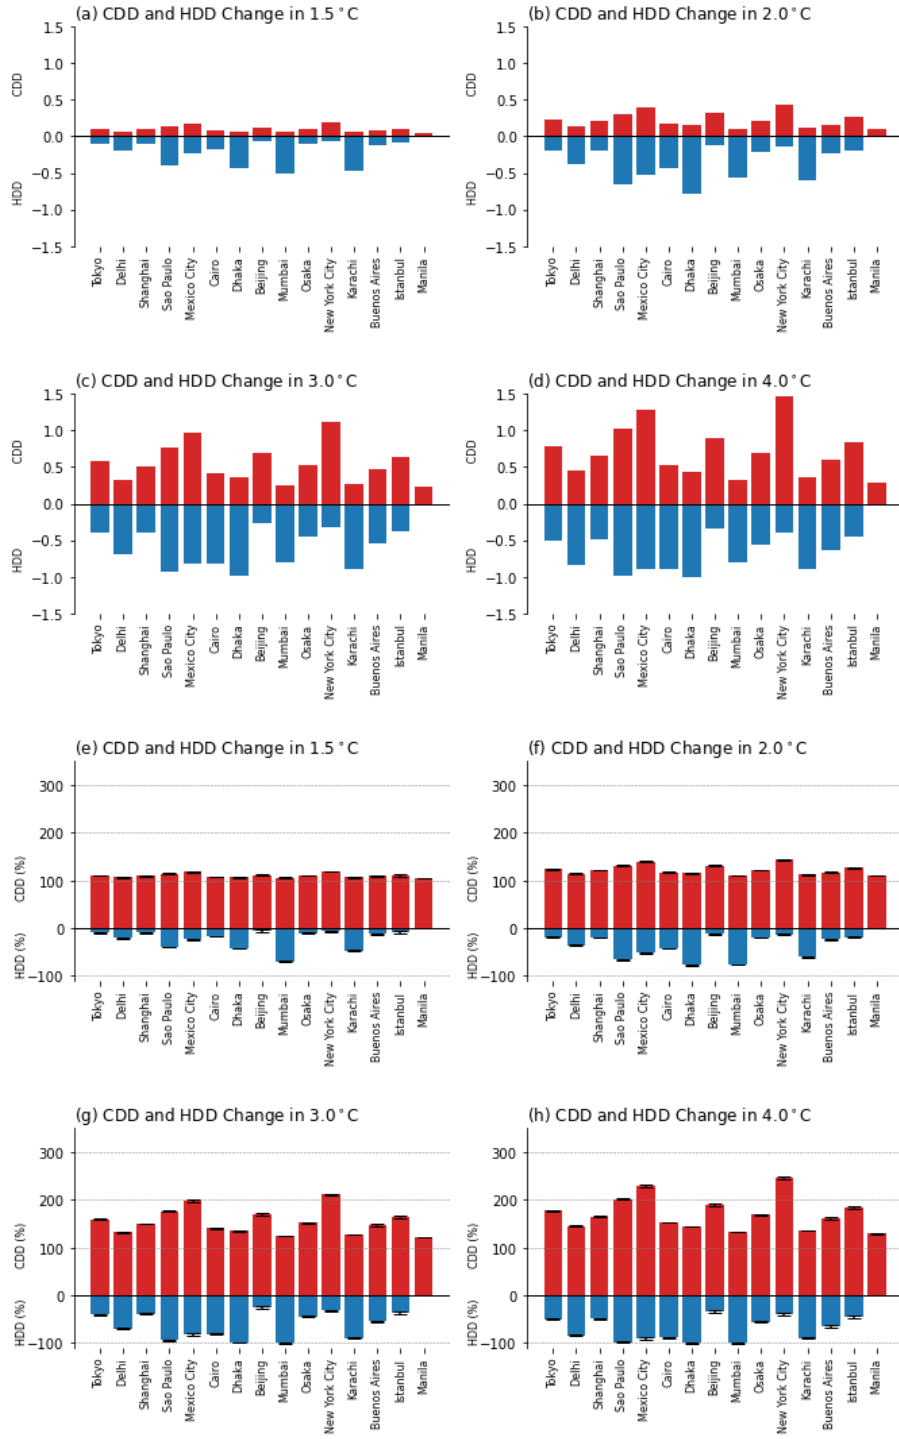 (a) CDD and HDD Change in 1.5°C
1.5
1.0
0.5
0.0
−0.5
−1.0
−1.5
CDD
HDD
Tokyo
Delhi
Shanghai
Sao Paulo
Mexico City
Cairo
Dhaka
Beijing
Mumbai
Osaka
New York City
Karachi
Buenos Aires
Istanbul
Manila
(b) CDD and HDD Change in 2.0°C
1.5
1.0
0.5
0.0
−0.5
−1.0
−1.5
CDD
HDD
Tokyo
Delhi
Shanghai
Sao Paulo
Mexico City
Cairo
Dhaka
Beijing
Mumbai
Osaka
New York City
Karachi
Buenos Aires
Istanbul
Manila
(c) CDD and HDD Change in 3.0°C
1.5
1.0
0.5
0.0
−0.5
−1.0
−1.5
CDD
HDD
Tokyo
Delhi
Shanghai
Sao Paulo
Mexico City
Cairo
Dhaka
Beijing
Mumbai
Osaka
New York City
Karachi
Buenos Aires
Istanbul
Manila
(d) CDD and HDD Change in 4.0°C
1.5
1.0
0.5
0.0
−0.5
−1.0
−1.5
CDD
HDD
Tokyo
Delhi
Shanghai
Sao Paulo
Mexico City
Cairo
Dhaka
Beijing
Mumbai
Osaka
New York City
Karachi
Buenos Aires
Istanbul
Manila
(e) CDD and HDD Change in 1.5°C
300
200
100
0
−100
CDD (%)
HDD (%)
Tokyo
Delhi
Shanghai
Sao Paulo
Mexico City
Cairo
Dhaka
Beijing
Mumbai
Osaka
New York City
Karachi
Buenos Aires
Istanbul
Manila
(f) CDD and HDD Change in 2.0°C
300
200
100
0
−100
CDD (%)
HDD (%)
Tokyo
Delhi
Shanghai
Sao Paulo
Mexico City
Cairo
Dhaka
Beijing
Mumbai
Osaka
New York City
Karachi
Buenos Aires
Istanbul
Manila
(g) CDD and HDD Change in 3.0°C
300
200
100
0
−100
CDD (%)
HDD (%)
Tokyo
Delhi
Shanghai
Sao Paulo
Mexico City
Cairo
Dhaka
Beijing
Mumbai
Osaka
New York City
Karachi
Buenos Aires
Istanbul
Manila
(h) CDD and HDD Change in 4.0°C
300
200
100
0
−100
CDD (%)
HDD (%)
Tokyo
Delhi
Shanghai
Sao Paulo
Mexico City
Cairo
Dhaka
Beijing
Mumbai
Osaka
New York City
Karachi
Buenos Aires
Istanbul
Manila